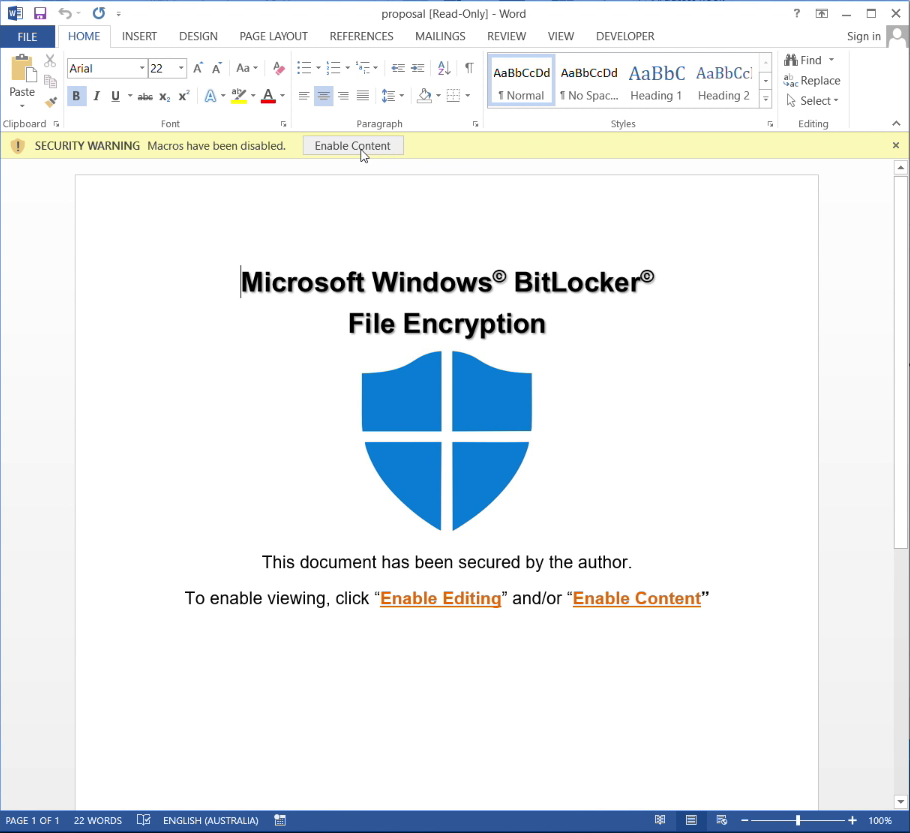 proposal [Read-Only] - Word
?
FILE HOME INSERT DESIGN PAGE LAYOUT REFERENCES MAILINGS REVIEW VIEW DEVELOPER Sign in
Paste
Arial 22 A A Aa
B I U abc x₂ x² A A
AaBbCcDd AaBbCcDd AaBbC AaBbCc
¶ Normal ¶ No Spac... Heading 1 Heading 2
Find
Replace
Select
Clipboard Font Paragraph Styles Editing
SECURITY WARNING Macros have been disabled. Enable Content
Microsoft Windows© BitLocker©
File Encryption
This document has been secured by the author.
To enable viewing, click “Enable Editing” and/or “Enable Content”
PAGE 1 OF 1 22 WORDS ENGLISH (AUSTRALIA) 100%